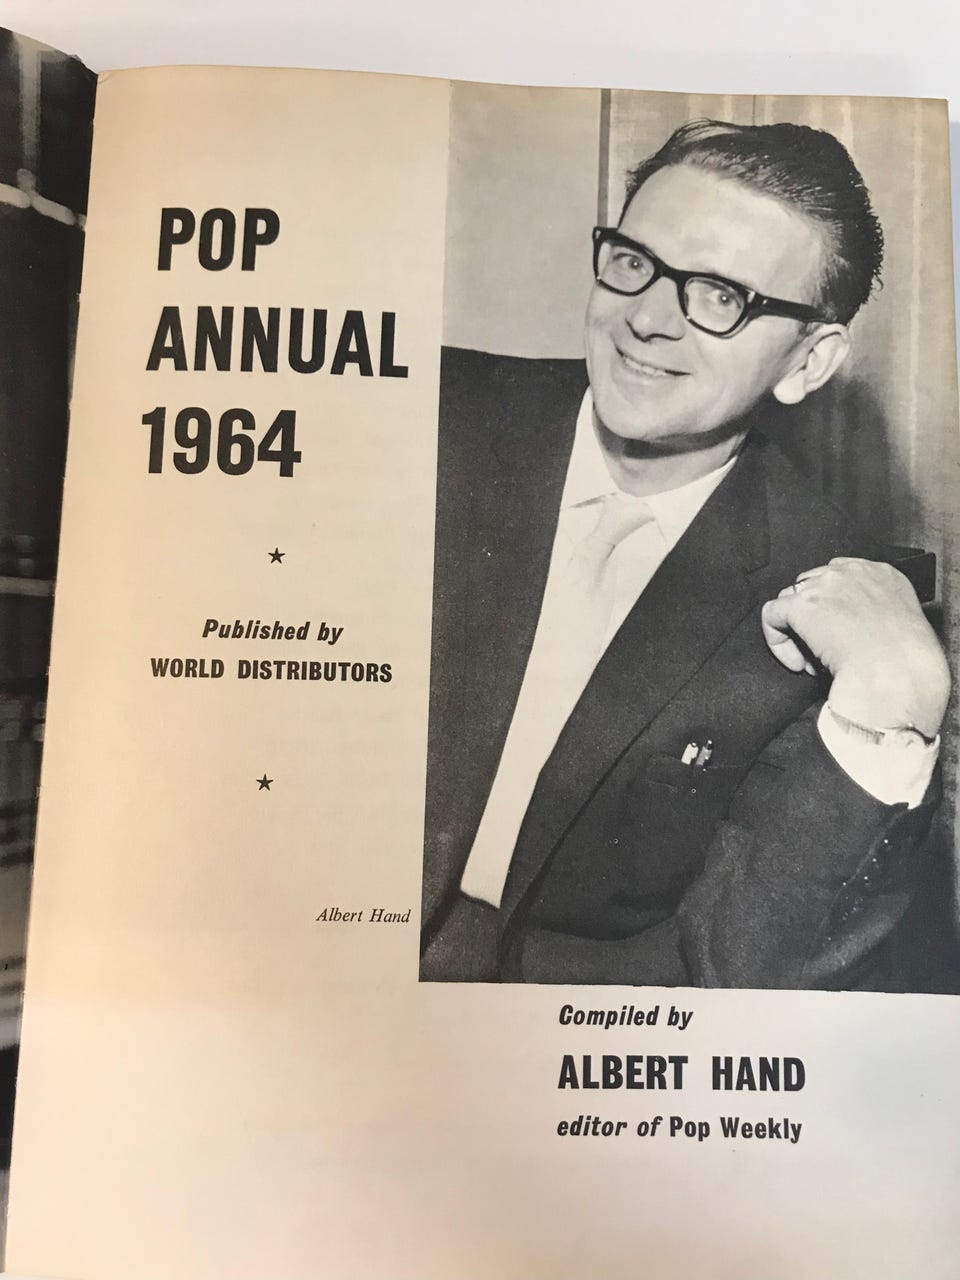 POP
ANNUAL
1964
Published by
WORLD DISTRIBUTORS
Albert Hand
Compiled by
ALBERT HAND
editor of Pop Weekly